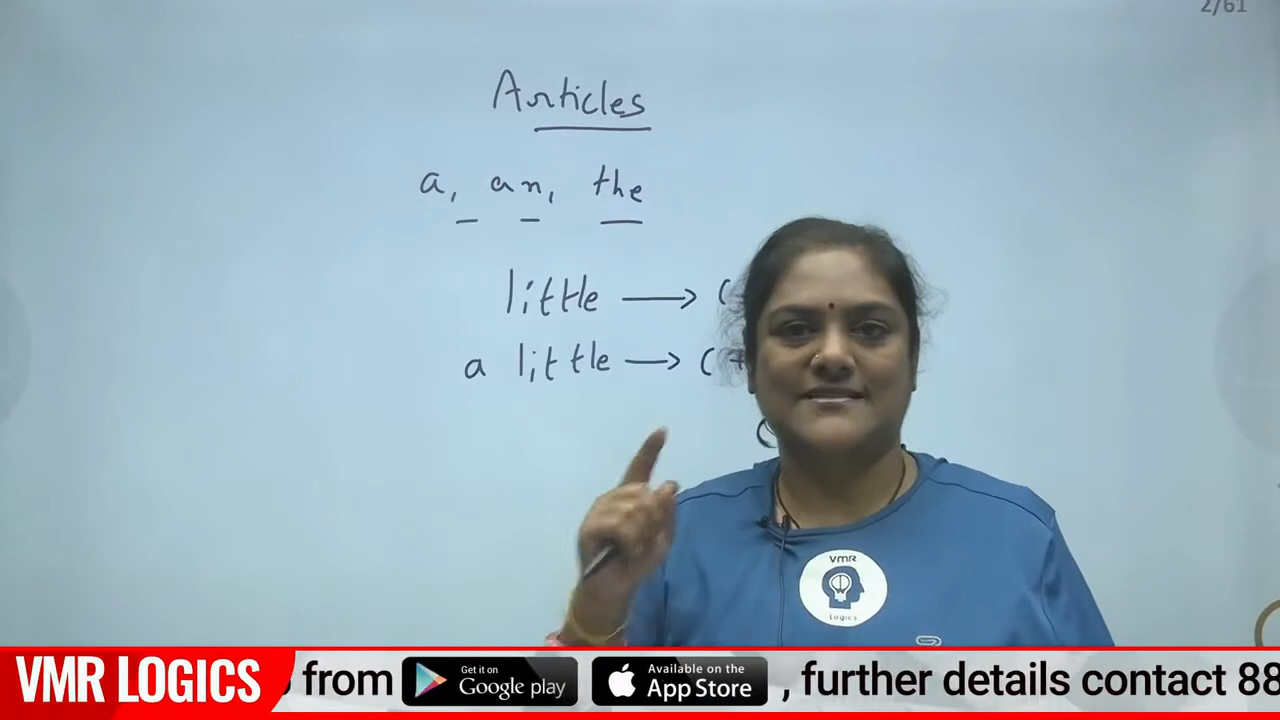 2/61
Articles
a, an, the
little → (
a little → ( +
VMR
Logics
VMR LOGICS
from
Get it on
Google play
Available on the
App Store
, further details contact 88